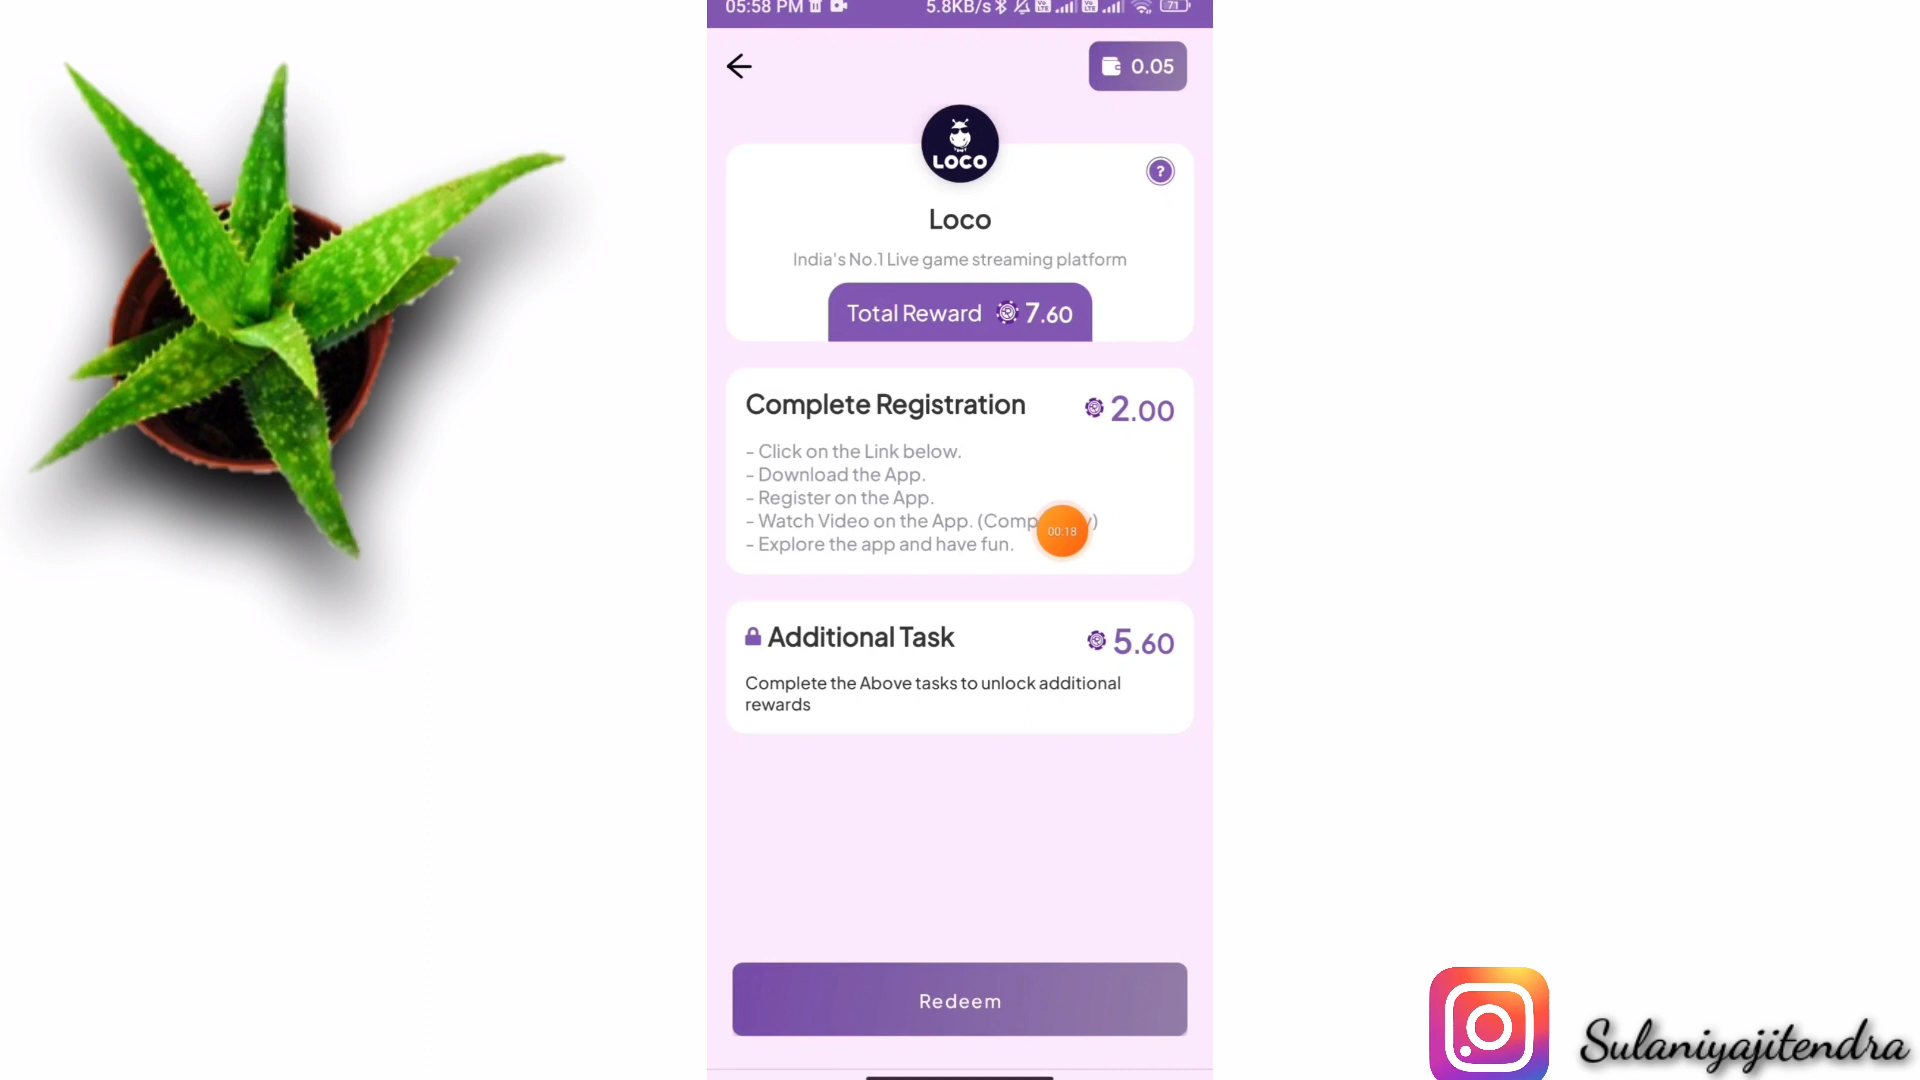 05:58 PM
5.8KB/s
71
0.05
LOCO
?
Loco
India's No.1 Live game streaming platform
Total Reward 7.60
Complete Registration 2.00
- Click on the Link below.
- Download the App.
- Register on the App.
- Watch Video on the App.
00:18
- Explore the app and have fun.
Additional Task 5.60
Complete the Above tasks to unlock additional
rewards
Redeem
Sulaniyajitendra